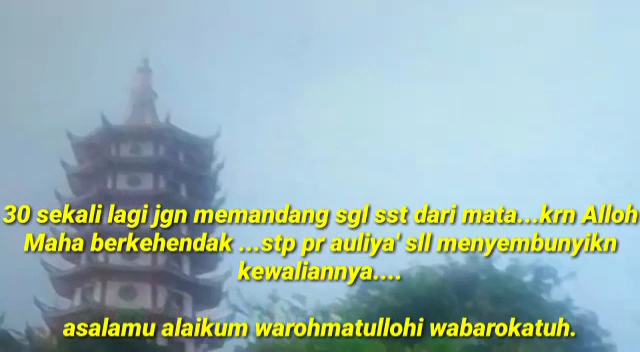 30 sekali lagi jgn memandang sgl sst dari mata...krn Alloh
Maha berkehendak ...stp pr auliya' sll menyembunyikn
kewaliannya....
asalamu alaikum warohmatullohi wabarokatuh.